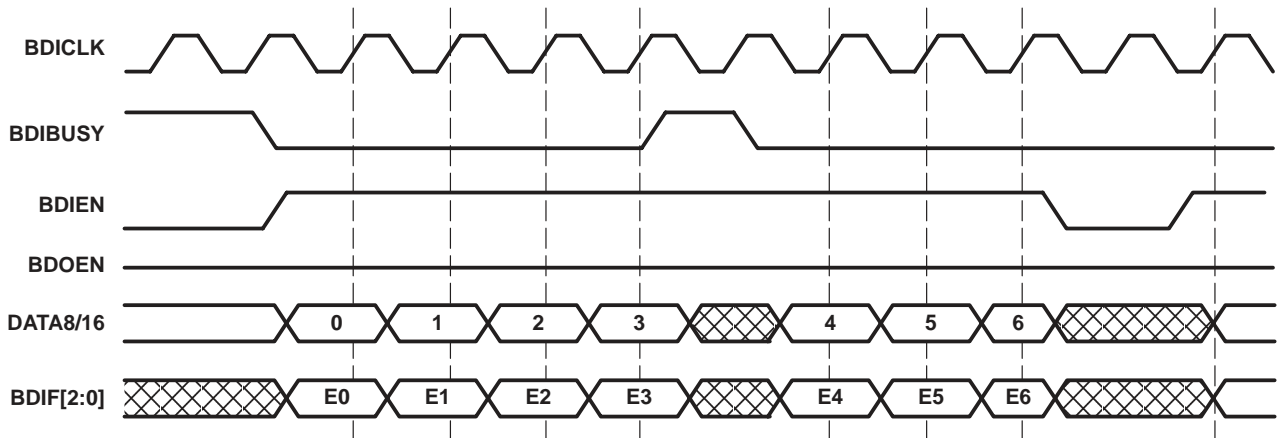 BDICLK
BDIBUSY
BDIEN
BDOEN
DATA8/16 0 1 2 3 4 5 6
BDIF[2:0] E0 E1 E2 E3 E4 E5 E6